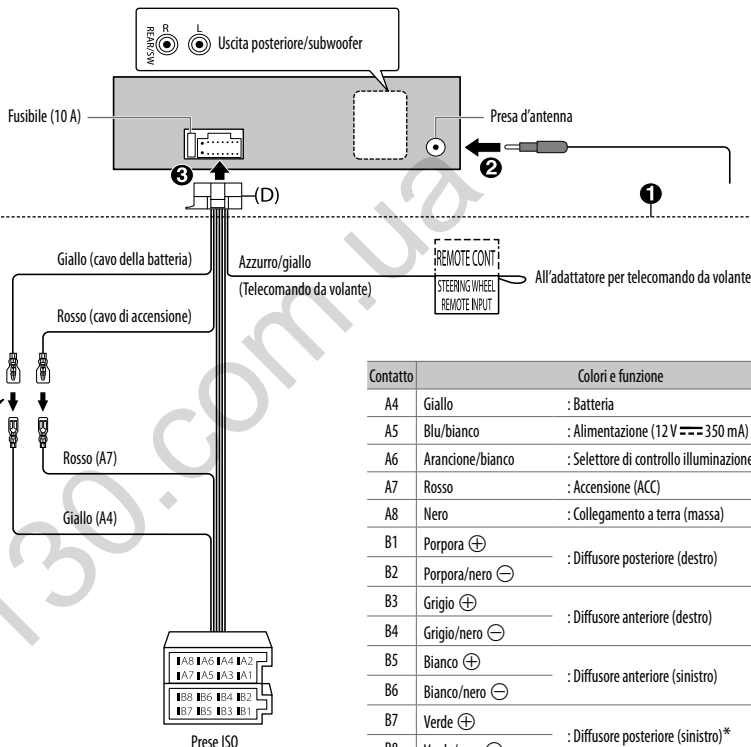 R L
REAR/SW
Uscita posteriore/subwoofer
Fusibile (10 A)
Presa d'antenna
3
2
1
(D)
Giallo (cavo della batteria)
Azzurro/giallo
(Telecomando da volante)
REMOTE CONT
STEERING WHEEL
REMOTE INPUT
All'adattatore per telecomando da volante
Rosso (cavo di accensione)
Rosso (A7)
Giallo (A4)
A8 A6 A4 A2
A7 A5 A3 A1
B8 B6 B4 B2
B7 B5 B3 B1
Prese ISO
Contatto Colori e funzione
A4 Giallo : Batteria
A5 Blu/bianco : Alimentazione (12 V ⎓ 350 mA)
A6 Arancione/bianco : Selettore di controllo illuminazione
A7 Rosso : Accensione (ACC)
A8 Nero : Collegamento a terra (massa)
B1 Porpora ⊕ : Diffusore posteriore (destro)
B2 Porpora/nero ⊖
B3 Grigio ⊕ : Diffusore anteriore (destro)
B4 Grigio/nero ⊖
B5 Bianco ⊕ : Diffusore anteriore (sinistro)
B6 Bianco/nero ⊖
B7 Verde ⊕ : Diffusore posteriore (sinistro)*
130.com.ua